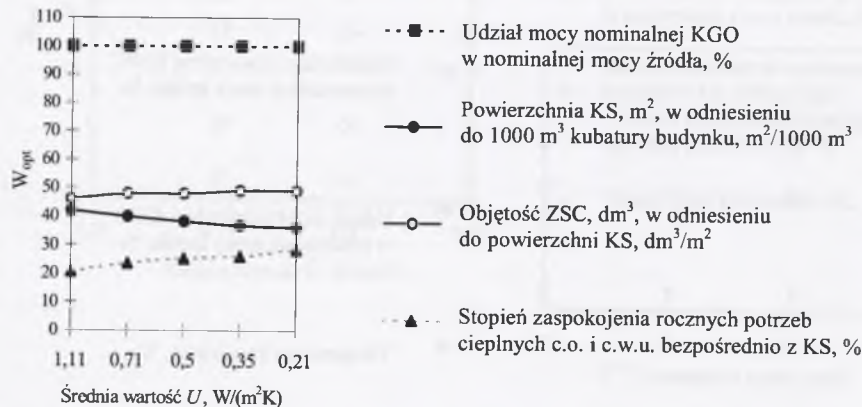 110
100
90
80
70
60
50
40
30
20
10
0
W_opt
1,11 0,71 0,5 0,35 0,21
Średnia wartość U, W/(m²K)
Udział mocy nominalnej KGO
w nominalnej mocy źródła, %
Powierzchnia KS, m², w odniesieniu
do 1000 m³ kubatury budynku, m²/1000 m³
Objętość ZSC, dm³, w odniesieniu
do powierzchni KS, dm³/m²
Stopień zaspokojenia rocznych potrzeb
cieplnych c.o. i c.w.u. bezpośrednio z KS, %